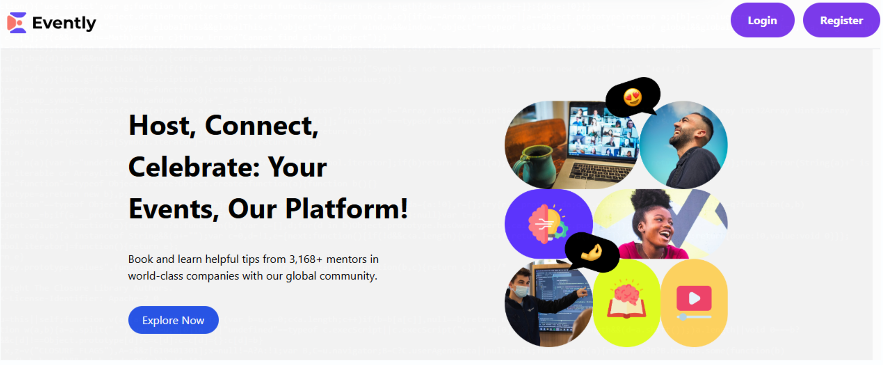 Evently
Login
Register
Host, Connect,
Celebrate: Your
Events, Our Platform!
Book and learn helpful tips from 3,168+ mentors in
world-class companies with our global community.
Explore Now